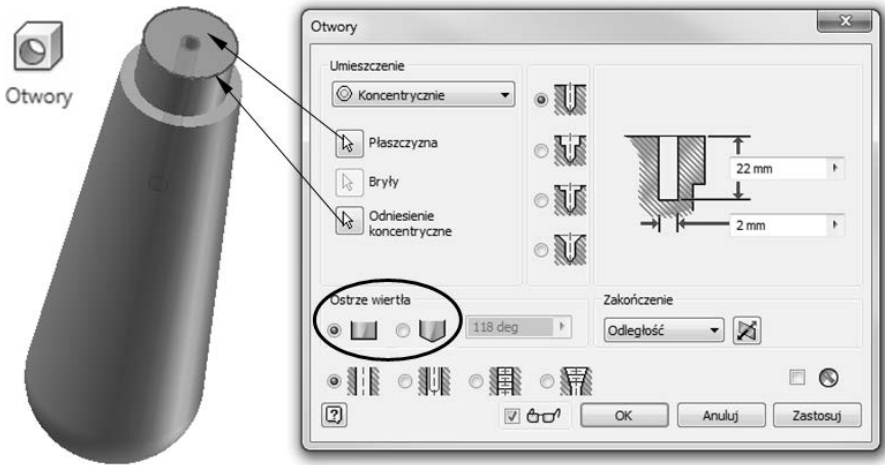 Otwory
Otwory
Umieszczenie
Koncentrycznie
Płaszczyzna
Bryły
Odniesienie
koncentryczne
22 mm
2 mm
Ostrze wiertła
118 deg
Zakończenie
Odległość
OK
Anuluj
Zastosuj